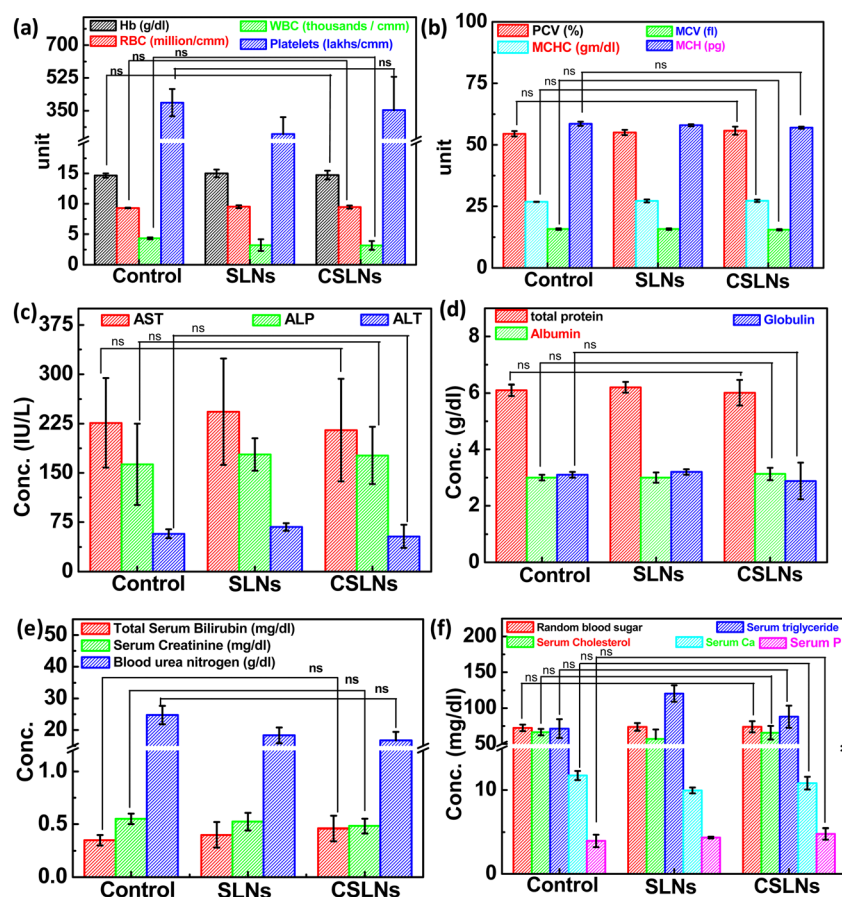 (a)
Hb (g/dl)
WBC (thousands / cmm)
RBC (million/cmm)
Platelets (lakhs/cmm)
700
525
350
15
10
5
0
unit
ns
ns
ns
ns
Control
SLNs
CSLNs
(b)
PCV (%)
MCV (fl)
MCHC (gm/dl)
MCH (pg)
100
75
50
25
0
unit
ns
ns
ns
ns
Control
SLNs
CSLNs
(c)
AST
ALP
ALT
375
300
225
150
75
0
Conc. (IU/L)
ns
ns
ns
Control
SLNs
CSLNs
(d)
total protein
Globulin
Albumin
8
6
4
2
0
Conc. (g/dl)
ns
ns
ns
Control
SLNs
CSLNs
(e)
Total Serum Bilirubin (mg/dl)
Serum Creatinine (mg/dl)
Blood urea nitrogen (g/dl)
50
40
30
20
1.0
0.5
0.0
Conc.
ns
ns
ns
Control
SLNs
CSLNs
(f)
Random blood sugar
Serum triglyceride
Serum Cholesterol
Serum Ca
Serum P
200
150
100
50
10
0
Conc. (mg/dl)
ns
ns
ns
ns
ns
Control
SLNs
CSLNs